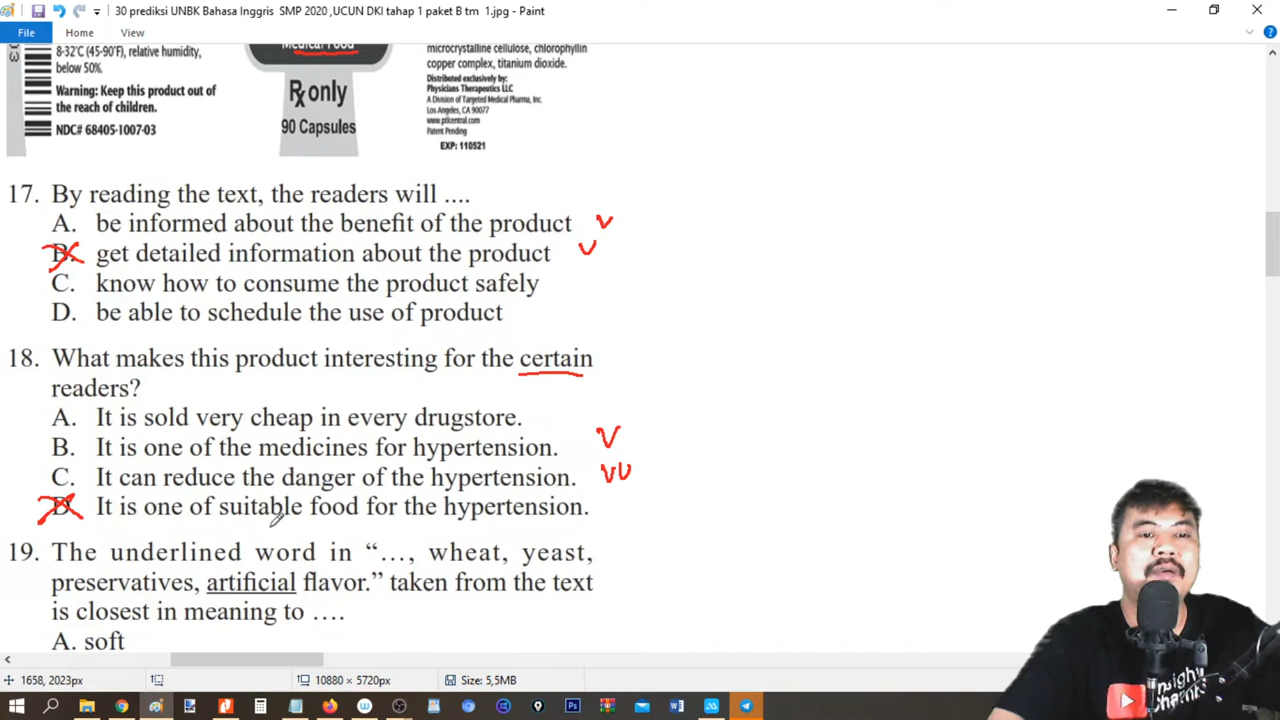 30 prediksi UNBK Bahasa Inggris SMP 2020 ,UCUN DKI tahap 1 paket B tm 1.jpg - Paint
File Home View
8-32°C (45-90°F), relative humidity,
below 50%.
Warning: Keep this product out of
the reach of children.
NDC# 68405-1007-03
Medical Food
Rx only
90 Capsules
microcrystalline cellulose, chlorophyllin
copper complex, titanium dioxide.
Distributed exclusively by:
Physicians Therapeutics LLC
A Division of Targeted Medical Pharma, Inc.
Los Angeles, CA 90077
www.ptlcentral.com
Patent Pending
EXP: 110521
17. By reading the text, the readers will ....
A. be informed about the benefit of the product V
B. get detailed information about the product V
C. know how to consume the product safely
D. be able to schedule the use of product
18. What makes this product interesting for the certain
readers?
A. It is sold very cheap in every drugstore.
B. It is one of the medicines for hypertension. V
C. It can reduce the danger of the hypertension. VV
D. It is one of suitable food for the hypertension.
19. The underlined word in “…, wheat, yeast,
preservatives, artificial flavor.” taken from the text
is closest in meaning to ….
A. soft
1658, 2023px 10880 × 5720px Size: 5,5MB
Insight